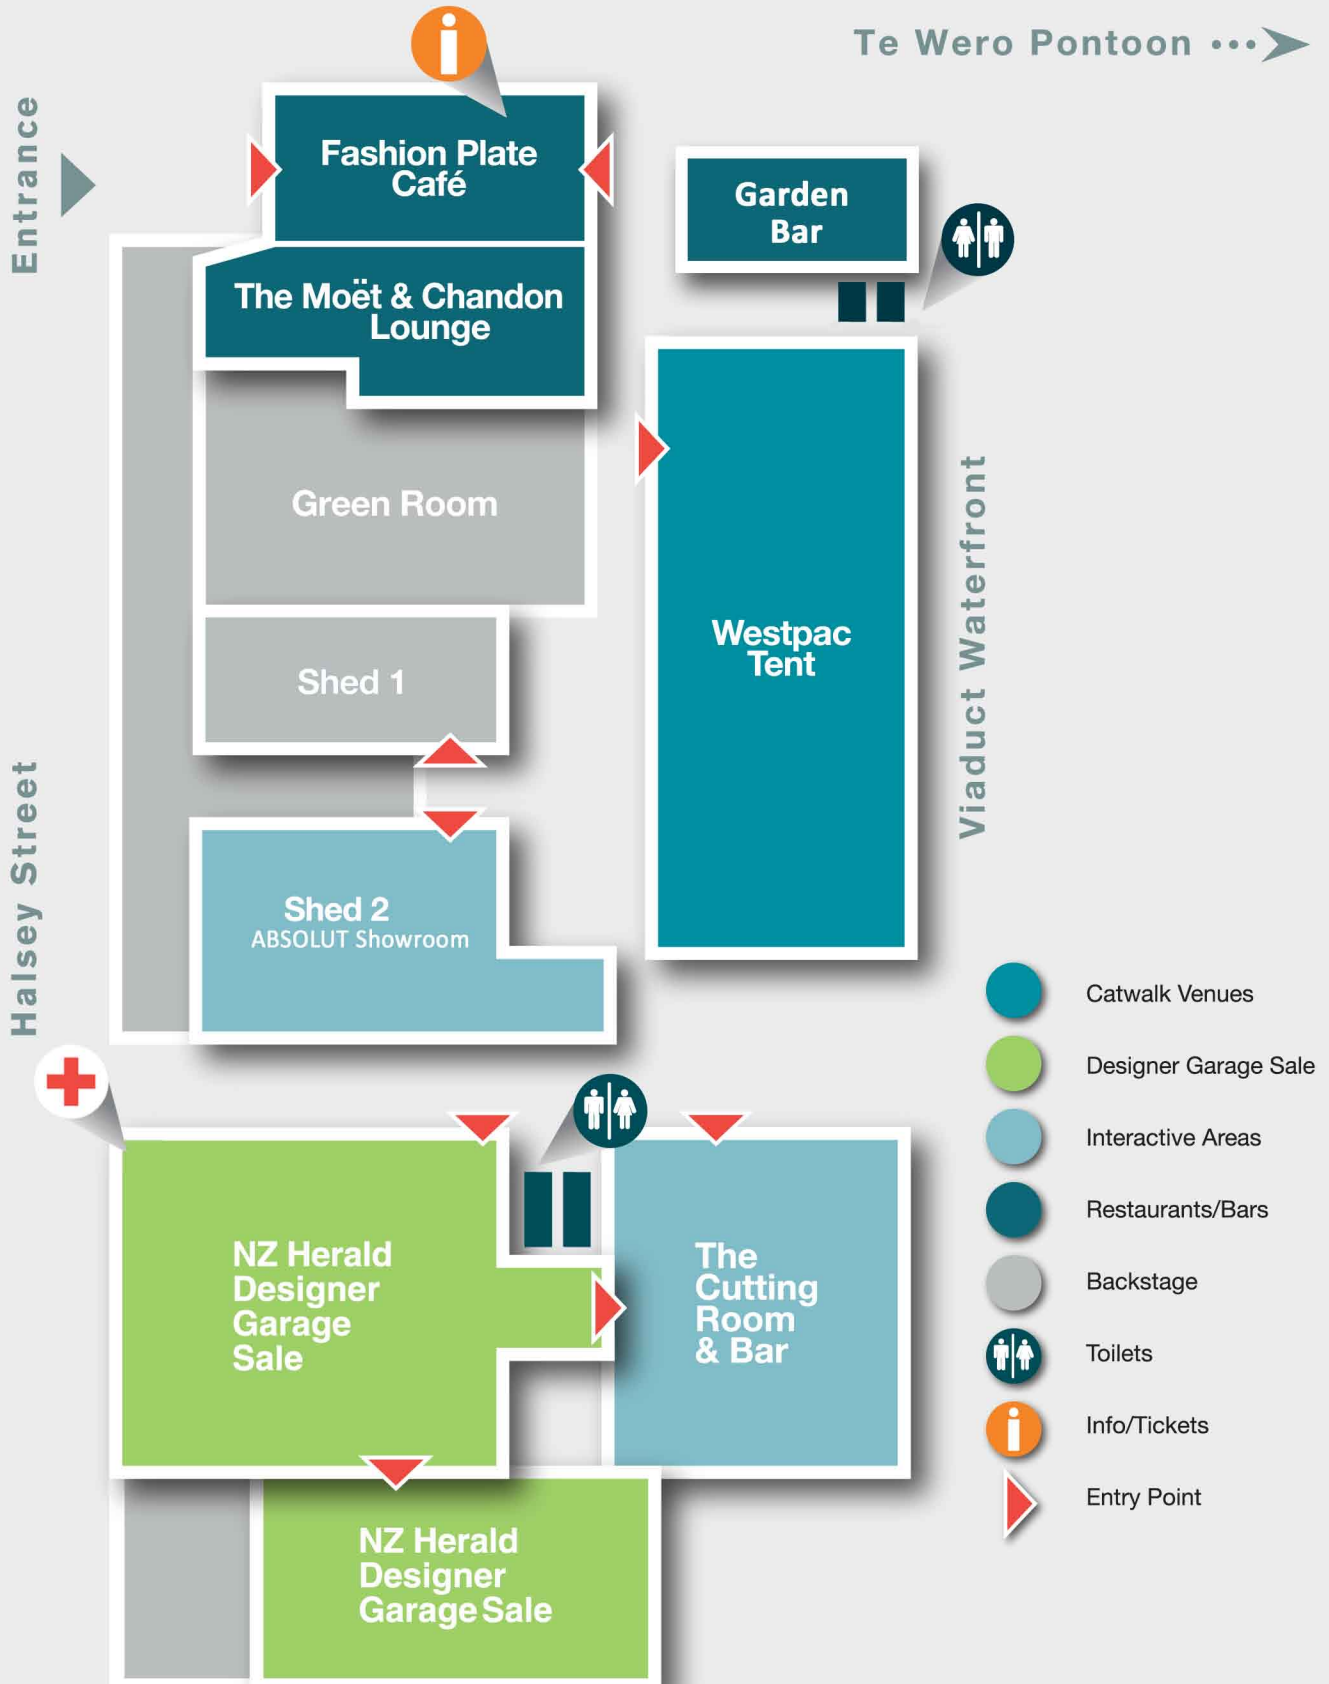 Te Wero Pontoon
Entrance
Fashion Plate
Café
Garden
Bar
The Moët & Chandon
Lounge
Green Room
Westpac
Tent
Shed 1
Viaduct Waterfront
Halsey Street
Shed 2
ABSOLUT Showroom
NZ Herald
Designer
Garage
Sale
The
Cutting
Room
& Bar
NZ Herald
Designer
Garage Sale
Catwalk Venues
Designer Garage Sale
Interactive Areas
Restaurants/Bars
Backstage
Toilets
Info/Tickets
Entry Point